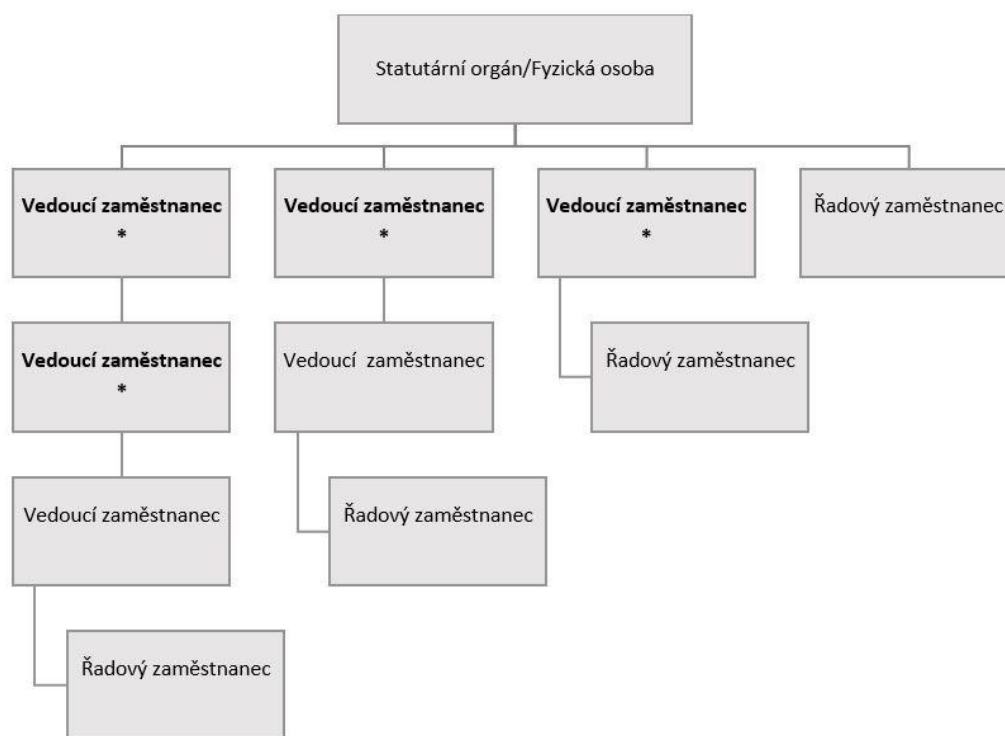 Statutární orgán/Fyzická osoba
Vedoucí zaměstnanec
*
Vedoucí zaměstnanec
*
Vedoucí zaměstnanec
*
Řadový zaměstnanec
Vedoucí zaměstnanec
*
Vedoucí  zaměstnanec
Řadový zaměstnanec
Vedoucí zaměstnanec
Řadový zaměstnanec
Řadový zaměstnanec